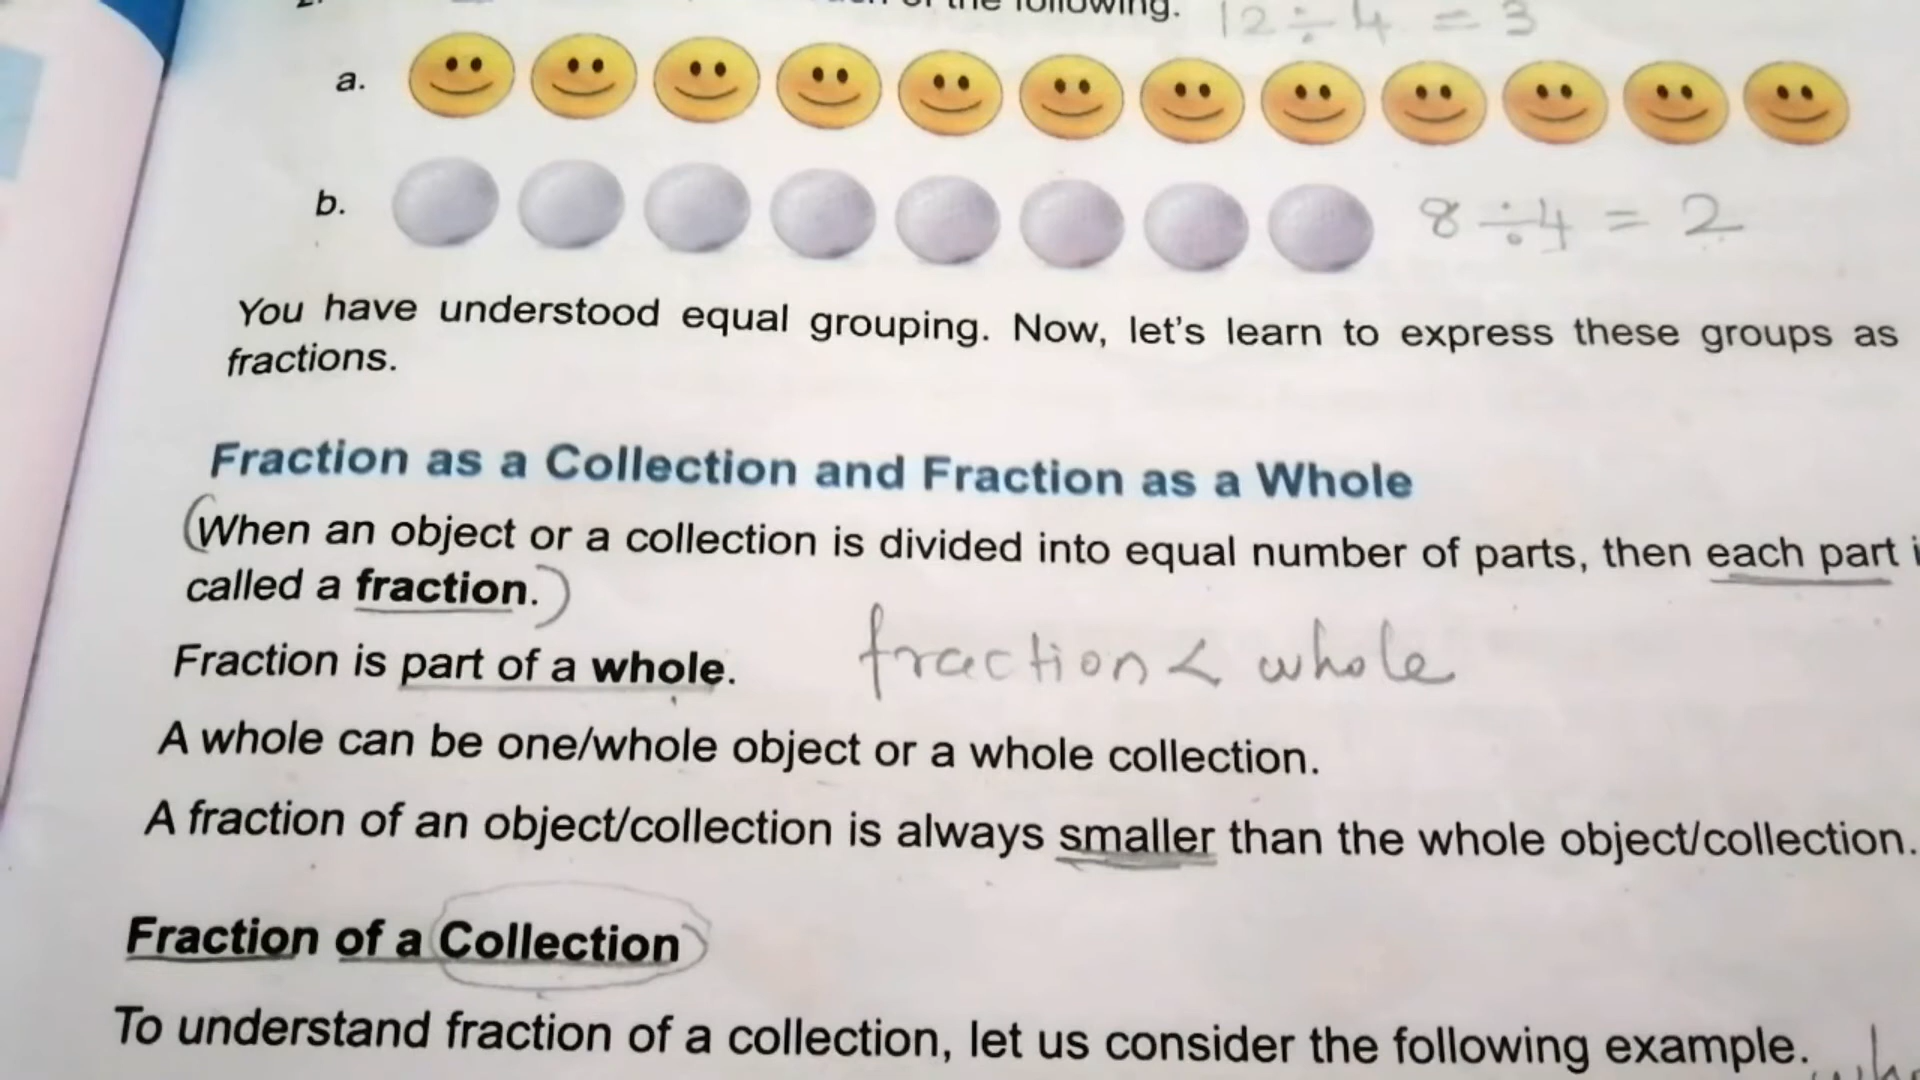 of the following. 12 ÷ 4 = 3
a.
b. 8 ÷ 4 = 2
You have understood equal grouping. Now, let's learn to express these groups as
fractions.
Fraction as a Collection and Fraction as a Whole
(When an object or a collection is divided into equal number of parts, then each part
called a fraction.)
Fraction is part of a whole. fraction < whole
A whole can be one/whole object or a whole collection.
A fraction of an object/collection is always smaller than the whole object/collection.
Fraction of a Collection
To understand fraction of a collection, let us consider the following example.